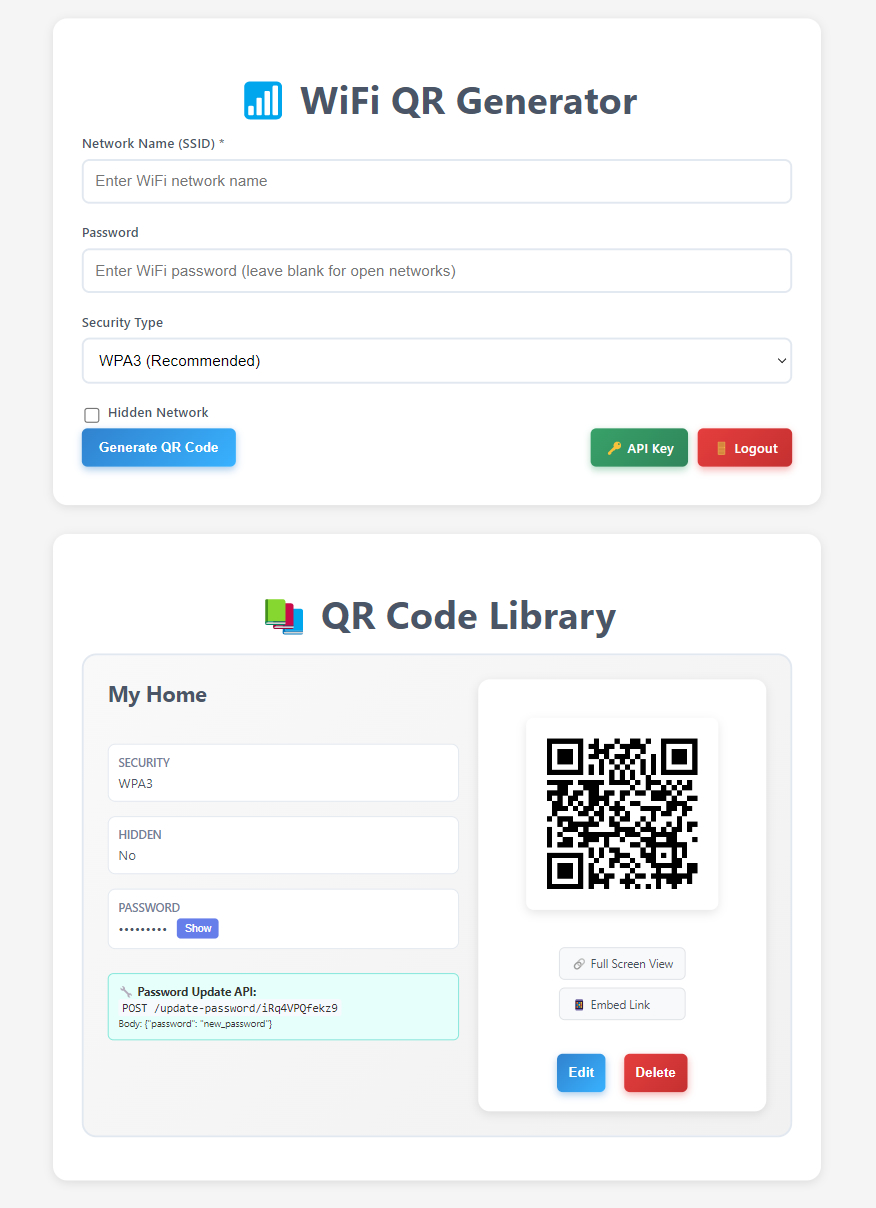 WiFi QR Generator
Network Name (SSID) *
Enter WiFi network name
Password
Enter WiFi password (leave blank for open networks)
Security Type
WPA3 (Recommended)
Hidden Network
Generate QR Code
API Key
Logout
QR Code Library
My Home
SECURITY
WPA3
HIDDEN
No
PASSWORD
••••••••• Show
Password Update API:
POST /update-password/iRq4VPQfekz9
Body: {"password": "new_password"}
Full Screen View
Embed Link
Edit
Delete